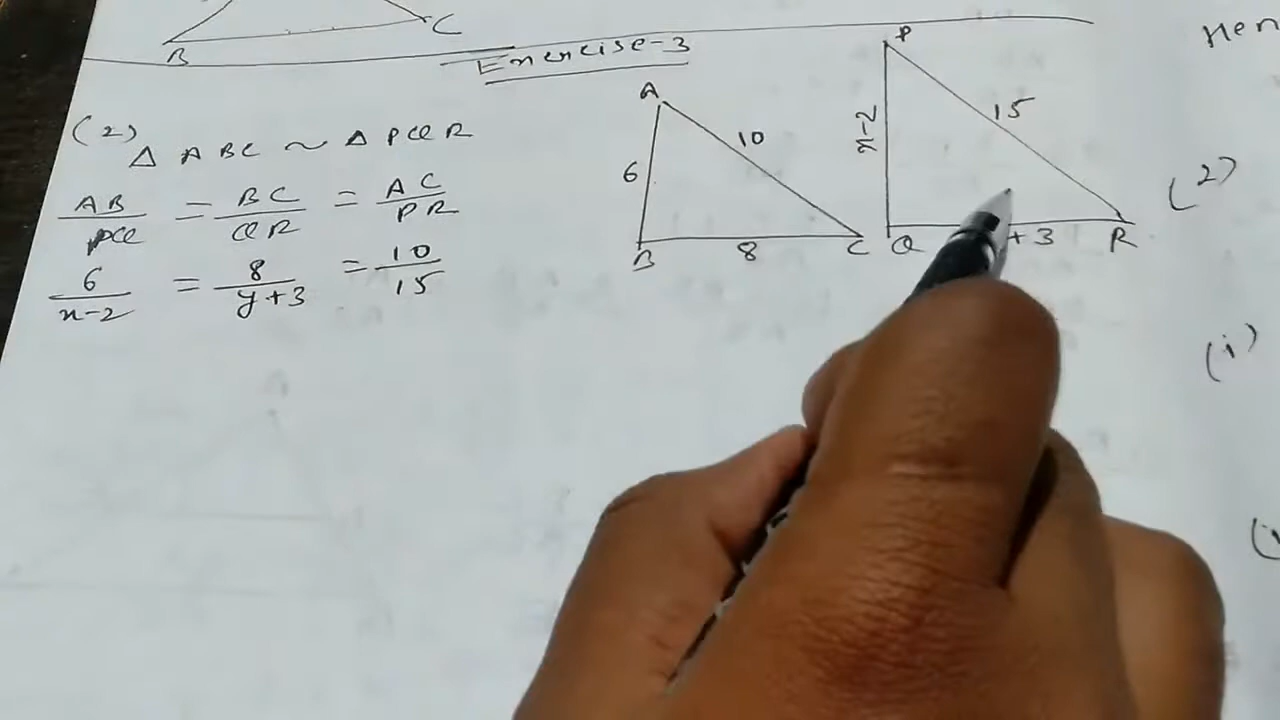 B
C
Exercise-3
Hen
(2)
Δ ABC ~ Δ PQR
AB/PQ = BC/QR = AC/PR
6/x-2 = 8/y+3 = 10/15
A
6
10
B
8
C
P
x-2
15
Q
+3
R
(2)
(i)